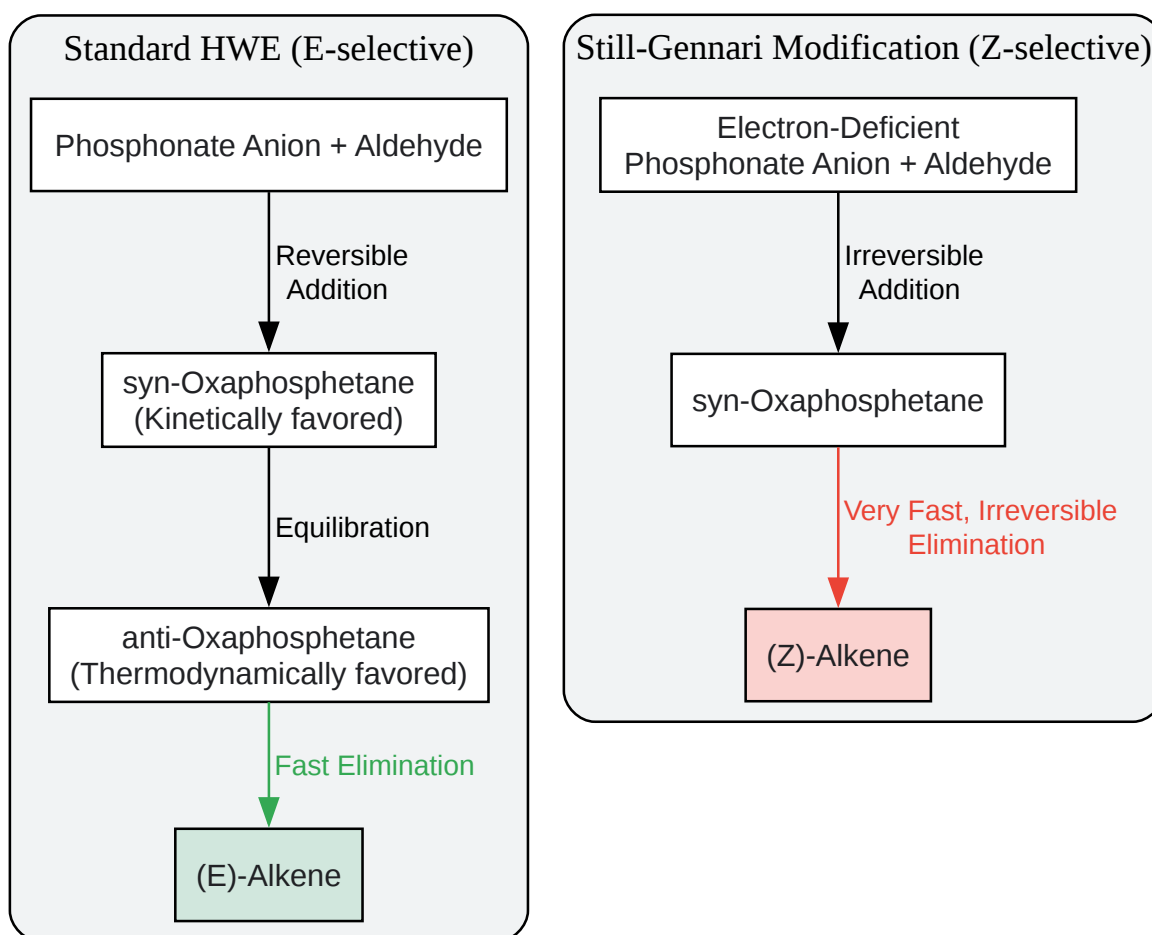 Standard HWE (E-selective)
Phosphonate Anion + Aldehyde
Reversible
Addition
syn-Oxaphosphetane
(Kinetically favored)
Equilibration
anti-Oxaphosphetane
(Thermodynamically favored)
Fast Elimination
(E)-Alkene
Still-Gennari Modification (Z-selective)
Electron-Deficient
Phosphonate Anion + Aldehyde
Irreversible
Addition
syn-Oxaphosphetane
Very Fast, Irreversible
Elimination
(Z)-Alkene